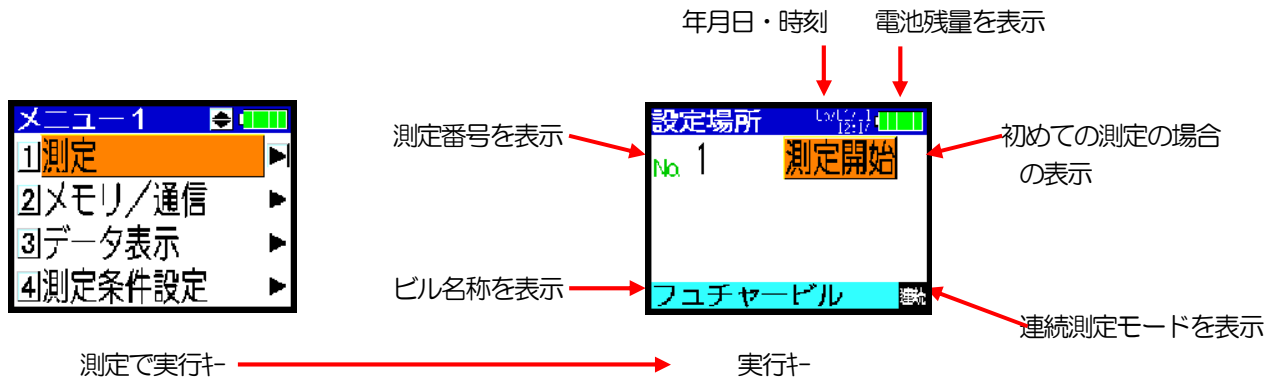 年月日・時刻
電池残量を表示
メニュー1
1測定
2メモリ/通信
3データ表示
4測定条件設定
測定番号を表示
設定場所
12:17
No. 1
測定開始
初めての測定の場合
の表示
ビル名称を表示
フュチャービル
連続
連続測定モードを表示
測定で実行ｷｰ
実行ｷｰ